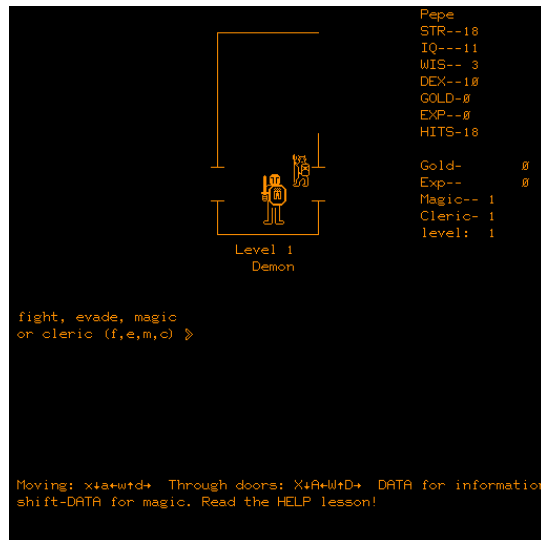 Pepe
STR--18
IQ---11
WIS-- 3
DEX--10
GOLD-0
EXP--0
HITS-18
Gold- 0
Exp-- 0
Magic-- 1
Cleric- 1
level: 1
Level 1
Demon
fight, evade, magic
or cleric (f,e,m,c) ≫
Moving: x↓a←w↑d→ Through doors: X↓A←W↑D→ DATA for information
shift-DATA for magic. Read the HELP lesson!